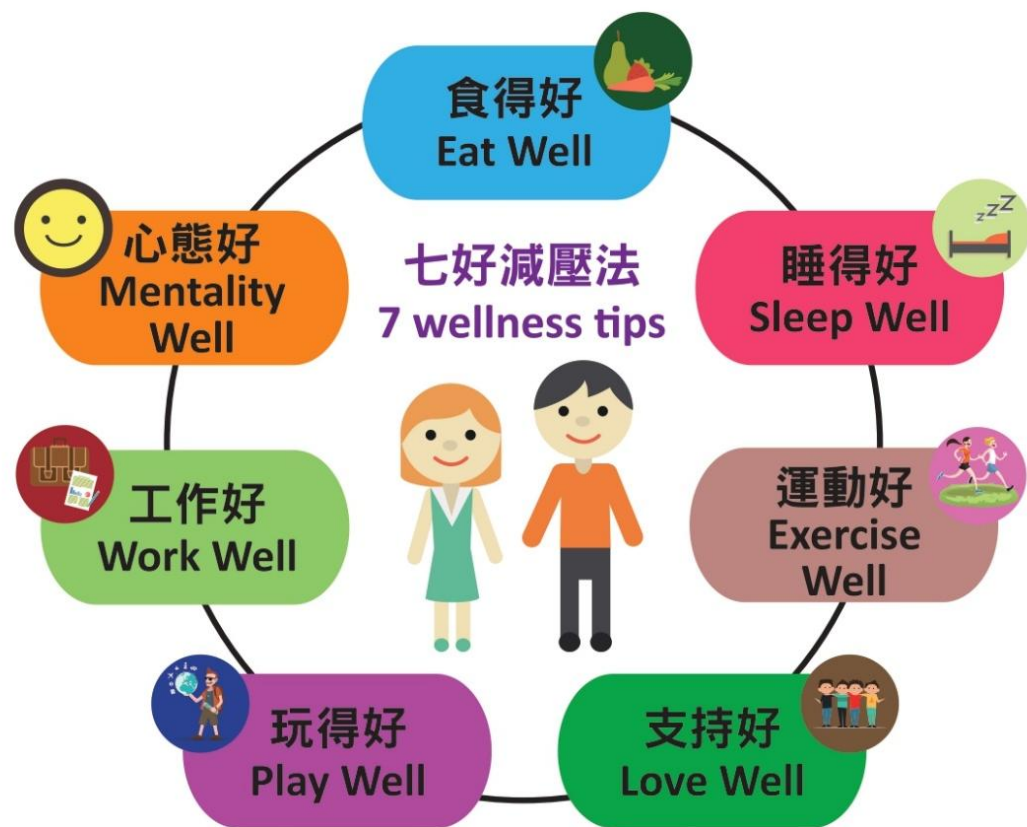 食得好
Eat Well
心態好
Mentality
Well
七好減壓法
7 wellness tips
睡得好
Sleep Well
zzZ
工作好
Work Well
運動好
Exercise
Well
玩得好
Play Well
支持好
Love Well